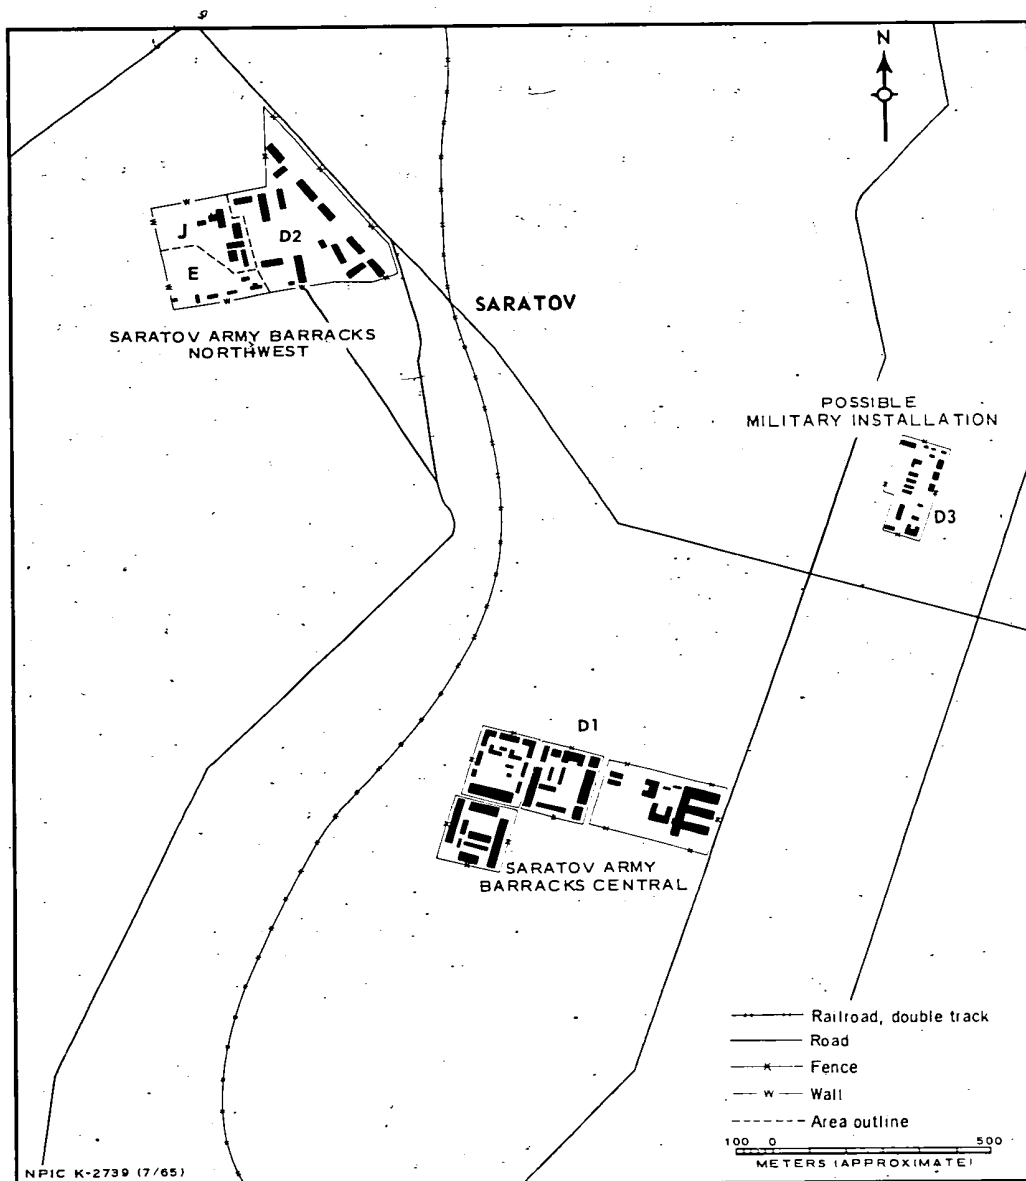 N
J
D2
E
SARATOV
SARATOV ARMY BARRACKS
NORTHWEST
POSSIBLE
MILITARY INSTALLATION
D3
D1
SARATOV ARMY
BARRACKS CENTRAL
Railroad, double track
Road
Fence
Wall
Area outline
100 0 500
METERS (APPROXIMATE)
NPIC K-2739 (7/65)